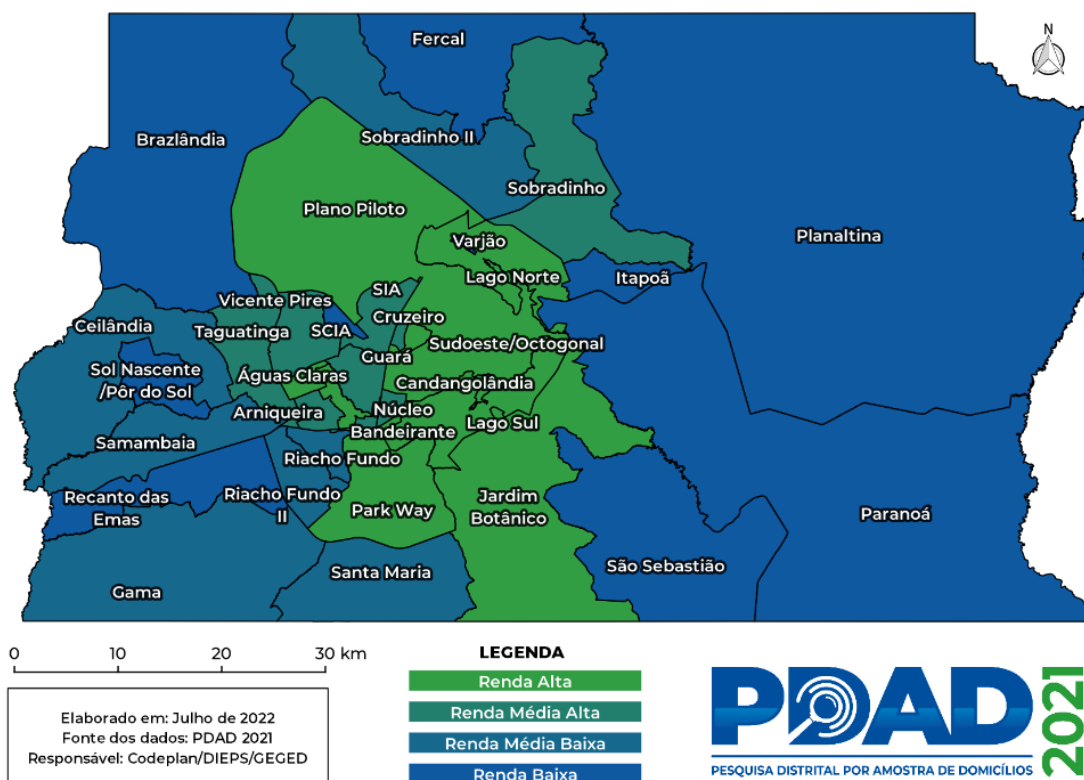 Fercal
N
Brazlândia
Sobradinho II
Sobradinho
Plano Piloto
Varjão
Planaltina
Lago Norte
Itapoã
SIA
Vicente Pires
Cruzeiro
Ceilândia
Taguatinga
SCIA
Sudoeste/Octogonal
Guará
Sol Nascente
/Pôr do Sol
Águas Claras
Candangolândia
Arniqueira
Núcleo
Bandeirante
Lago Sul
Samambaia
Riacho Fundo
Recanto das
Emas
Riacho Fundo
II
Park Way
Jardim
Botânico
Paranoá
São Sebastião
Santa Maria
Gama
0 10 20 30 km
LEGENDA
Renda Alta
Renda Média Alta
Renda Média Baixa
Renda Baixa
Elaborado em: Julho de 2022
Fonte dos dados: PDAD 2021
Responsável: Codeplan/DIEPS/GEGED
PDAD
2021
PESQUISA DISTRITAL POR AMOSTRA DE DOMICÍLIOS